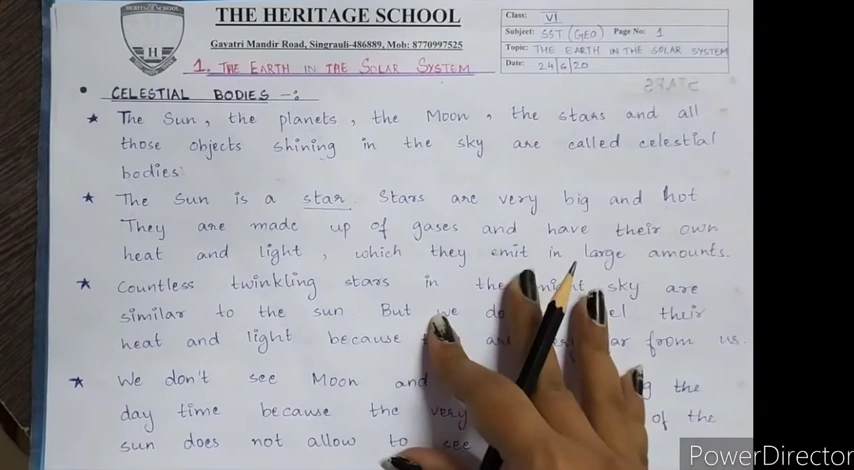 HERITAGE SCHOOL
H
THE HERITAGE SCHOOL
Gayatri Mandir Road, Singrauli-486889, Mob: 8770997525
Class: VI
Subject: SST (GEO) Page No: 1
Topic: THE EARTH IN THE SOLAR SYSTEM
Date: 24/6/20
1. THE EARTH IN THE SOLAR SYSTEM
STARS
• CELESTIAL BODIES -:
★ The Sun, the planets, the Moon, the stars and all
those objects shining in the sky are called celestial
bodies
★ The Sun is a star. Stars are very big and hot
They are made up of gases and have their own
heat and light, which they emit in large amounts.
★ Countless twinkling stars in the night sky are
similar to the sun. But we do their
heat and light because from us.
★ We don't see Moon and the
day time because the very of the
sun does not allow to see
PowerDirector